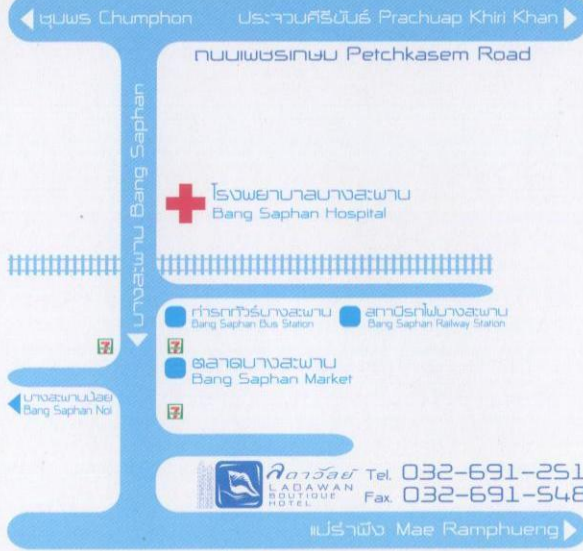 ชุมพร Chumphon
ประจวบคีรีขันธ์ Prachuap Khiri Khan
ถนนเพชรเกษม Petchkasem Road
บางสะพาน Bang Saphan
โรงพยาบาลบางสะพาน
Bang Saphan Hospital
ท่ารถทัวร์บางสะพาน
Bang Saphan Bus Station
สถานีรถไฟบางสะพาน
Bang Saphan Railway Station
7
7
ตลาดบางสะพาน
Bang Saphan Market
บางสะพานน้อย
Bang Saphan Noi
7
ลดาวัลย์
LADAWAN
BOUTIQUE
HOTEL
Tel. 032-691-251
Fax. 032-691-548
แม่รำพึง Mae Ramphueng